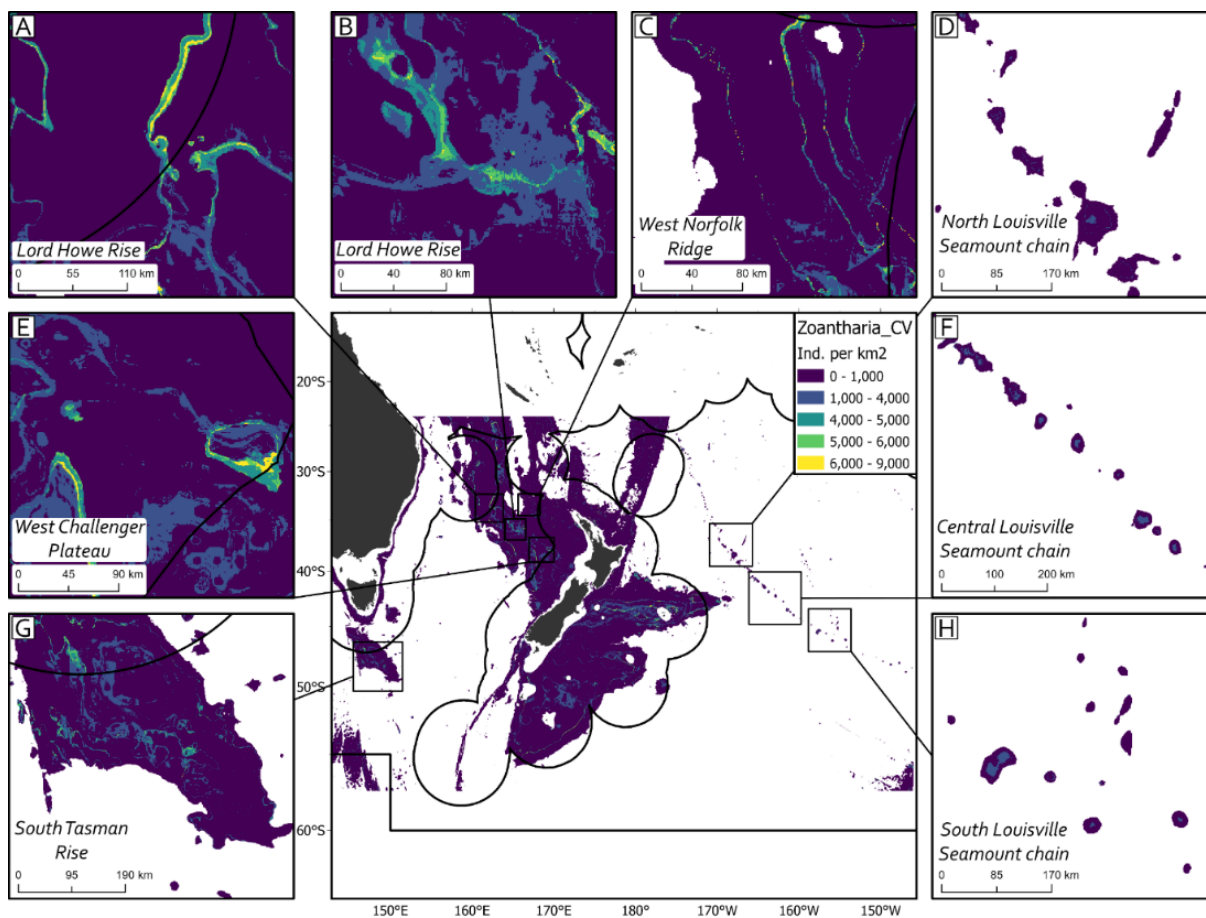 A
Lord Howe Rise
0 55 110 km
B
Lord Howe Rise
0 40 80 km
C
West Norfolk
Ridge
0 40 80 km
D
North Louisville
Seamount chain
0 85 170 km
E
West Challenger
Plateau
0 45 90 km
Zoantharia_CV
Ind. per km2
0 - 1,000
1,000 - 4,000
4,000 - 5,000
5,000 - 6,000
6,000 - 9,000
20°S
30°S
40°S
50°S
60°S
150°E 160°E 170°E 180° 170°W 160°W 150°W
F
Central Louisville
Seamount chain
0 100 200 km
G
South Tasman
Rise
0 95 190 km
H
South Louisville
Seamount chain
0 85 170 km